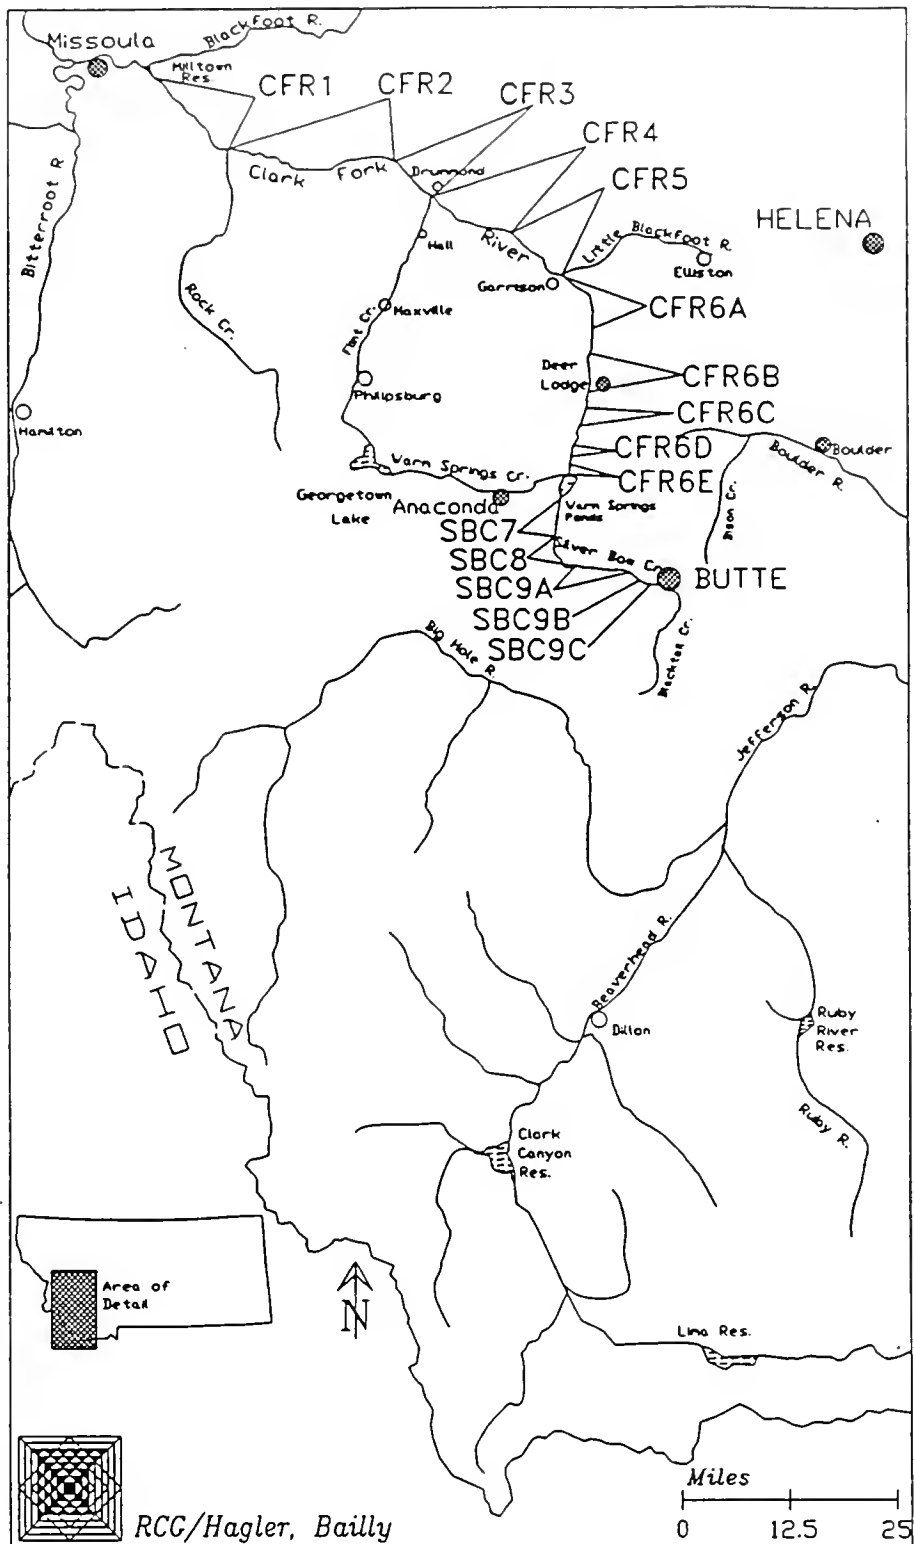 BlackFoot R.
Missoula
Milltown
Res.
CFR1
CFR2
CFR3
CFR4
CFR5
Clark Fork River
Drummond
Bitterroot R
HELENA
Little BlackFoot R.
Elliston
Hall
Garrison
Rock Cr.
Flint Cr.
Maxville
CFR6A
Deer
Lodge
CFR6B
Philipsburg
CFR6C
Hamilton
CFR6D
Boulder
Boulder R.
Warm Springs Cr.
CFR6E
Georgetown
Lake
Anaconda
Warm Springs
Ponds
SBC7
Silver Bow Cr.
SBC8
SBC9A
BUTTE
SBC9B
SBC9C
Blacktail Cr.
Big Hole R.
Jefferson R.
MONTANA
IDAHO
Beaverhead R.
Dillon
Ruby
River
Res.
Ruby R.
Clark
Canyon
Res.
Area of
Detail
N
Lima Res.
Miles
0 12.5 25
RCG/Hagler, Bailly